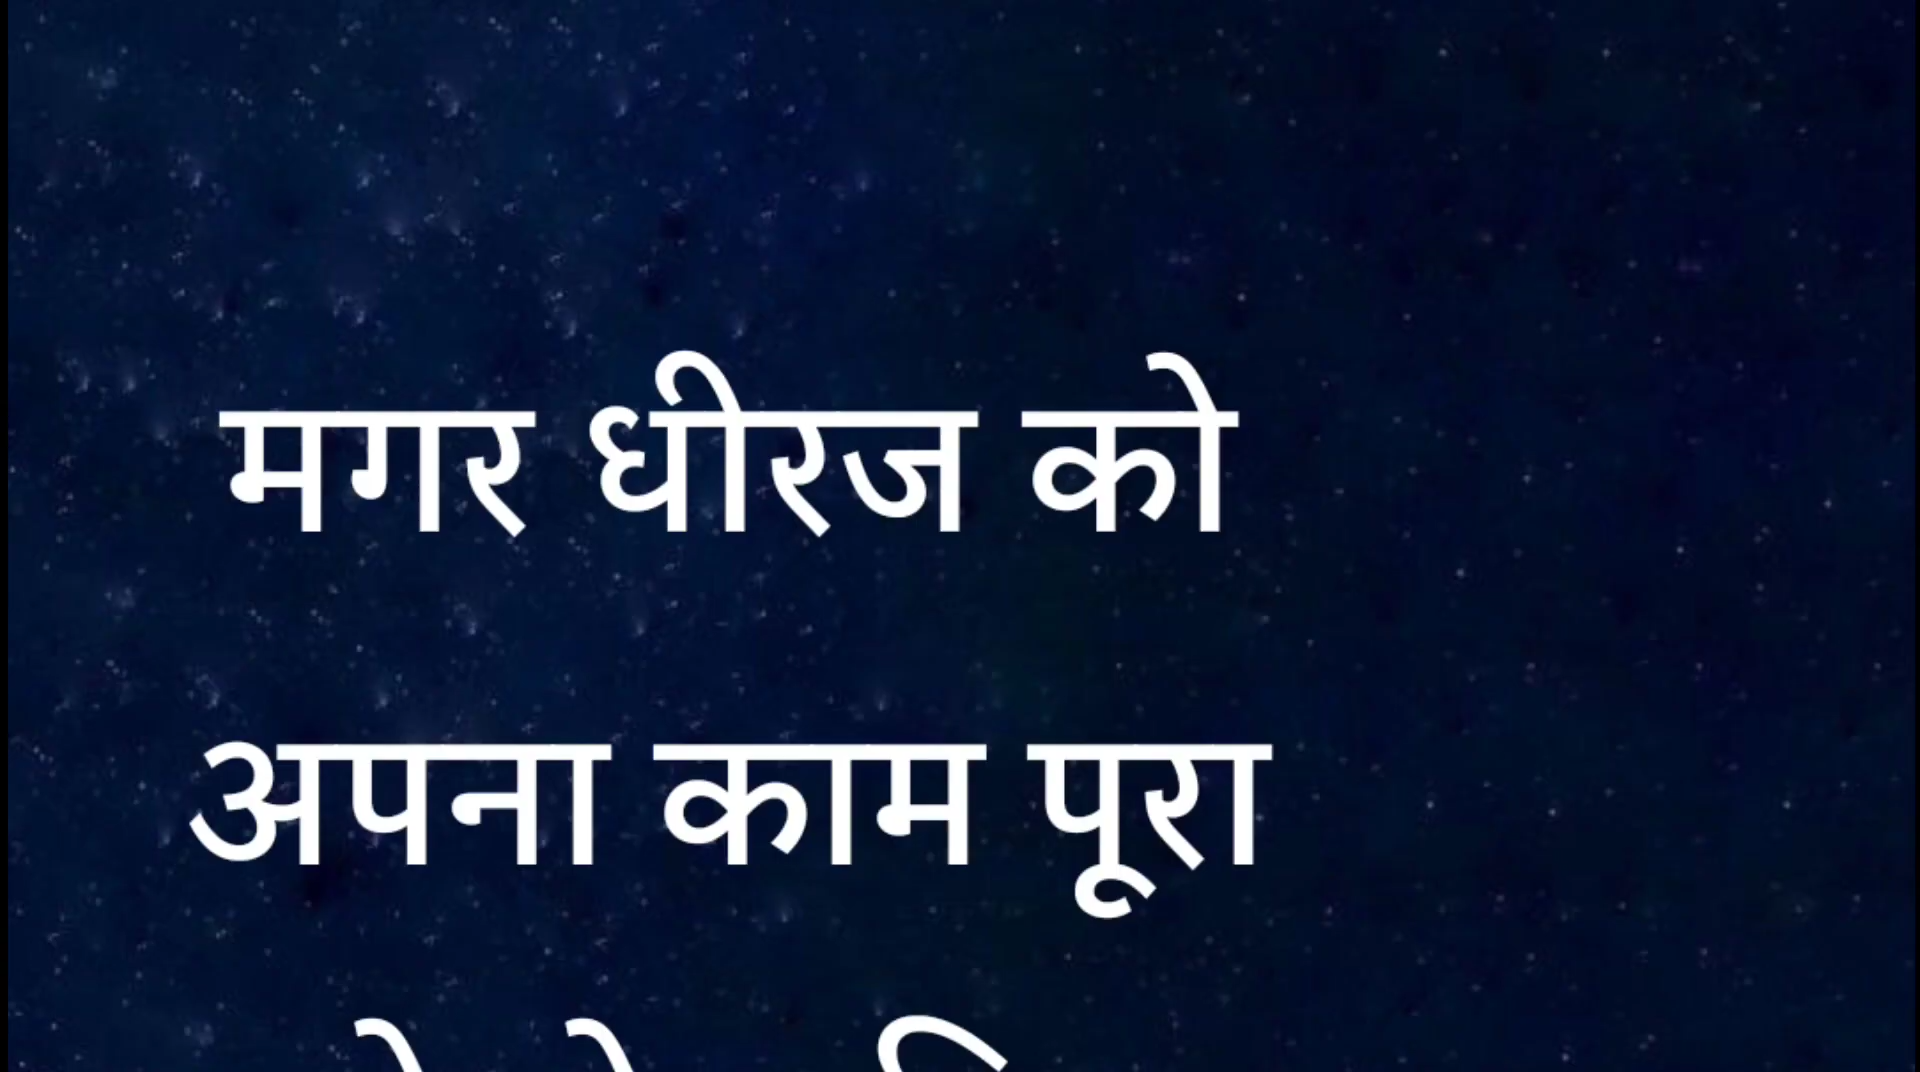 मगर धीरज को
अपना काम पूरा